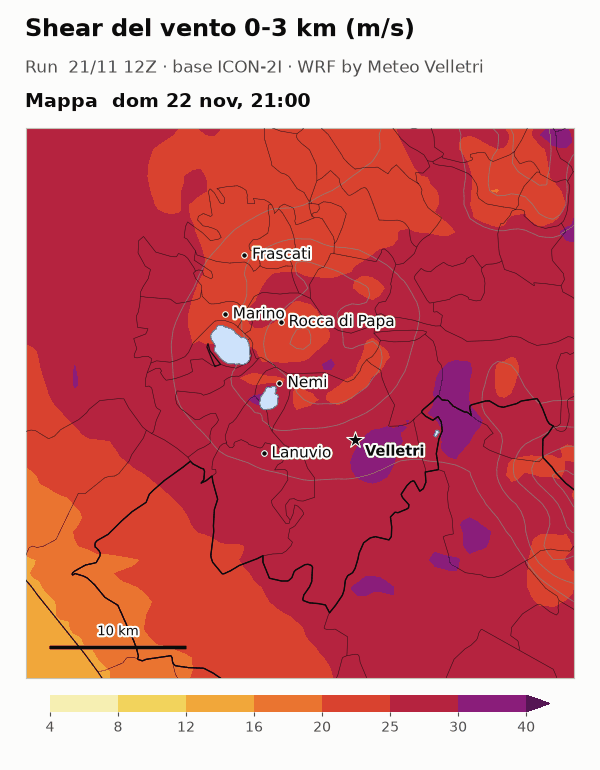 Shear del vento 0-3 km (m/s)
Run 21/11 12Z · base ICON-2I · WRF by Meteo Velletri
Mappa dom 22 nov, 21:00
Frascati
Marino
Rocca di Papa
Nemi
Velletri
Lanuvio
10 km
4 8 12 16 20 25 30 40